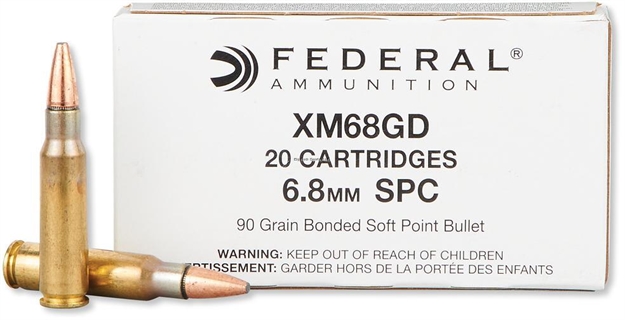 FEDERAL®
AMMUNITION
XM68GD
20 CARTRIDGES
6.8MM SPC
90 Grain Bonded Soft Point Bullet
WARNING: KEEP OUT OF REACH OF CHILDREN
ERTISSEMENT: GARDER HORS DE LA PORTÉE DES ENFANTS